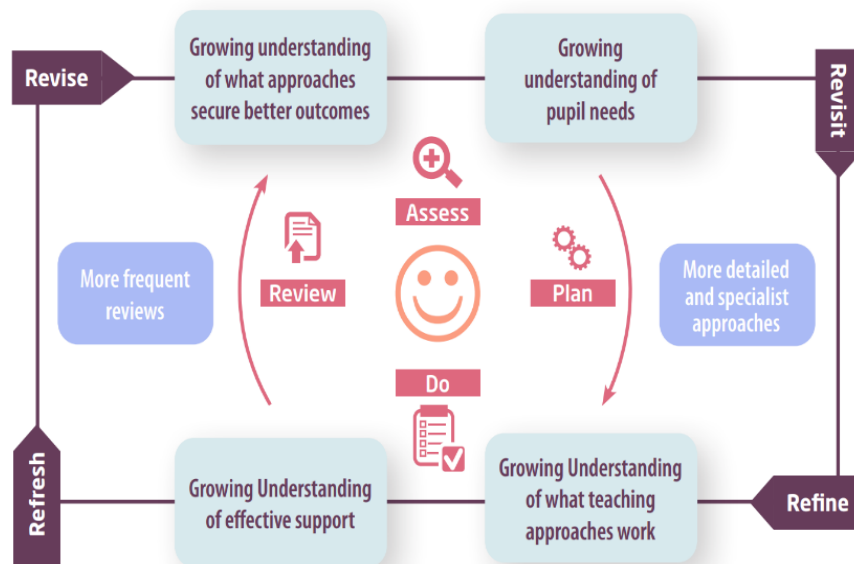 Revise
Growing understanding
of what approaches
secure better outcomes
Growing
understanding of
pupil needs
Revisit
Assess
More frequent
reviews
Review
Plan
More detailed
and specialist
approaches
Do
Refresh
Growing Understanding
of effective support
Growing Understanding
of what teaching
approaches work
Refine